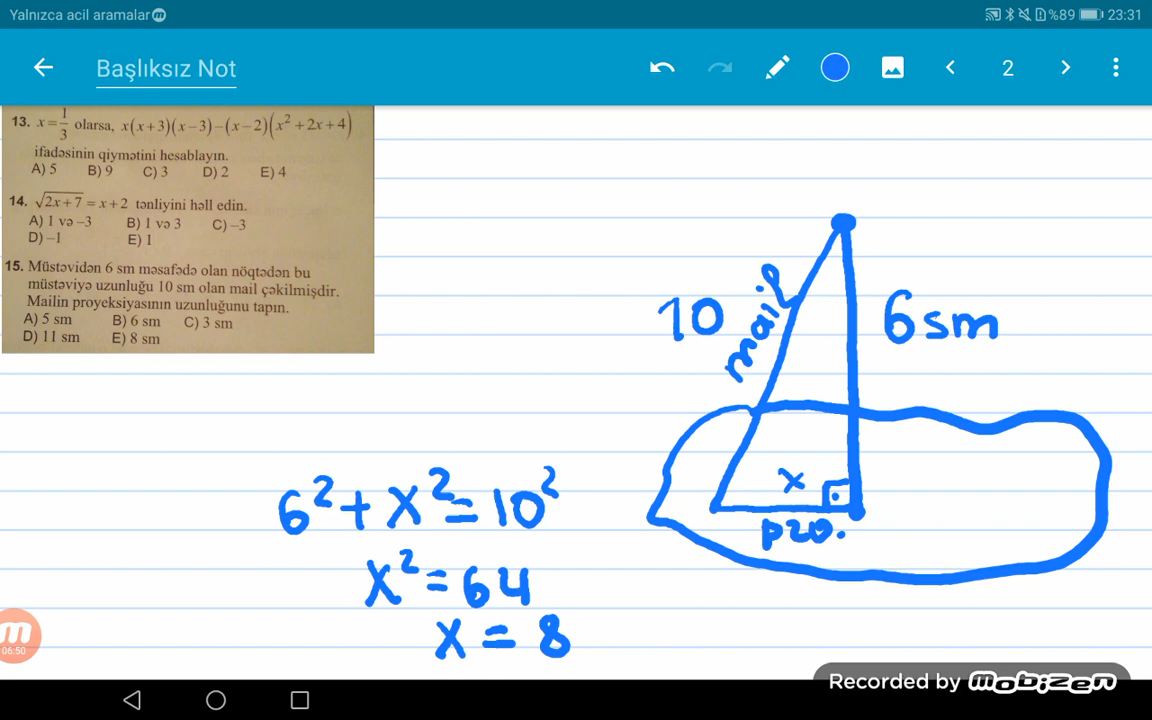 Yalnızca acil aramalar %89 23:31
Başlıksız Not 2
13. x = 1/3 olarsa, x(x+3)(x−3)−(x−2)(x²+2x+4)
ifadəsinin qiymətini hesablayın.
A) 5 B) 9 C) 3 D) 2 E) 4
14. √(2x+7) = x+2 tənliyini həll edin.
A) 1 və −3 B) 1 və 3 C) −3
D) −1 E) 1
15. Müstəvidən 6 sm məsafədə olan nöqtədən bu
müstəviyə uzunluğu 10 sm olan mail çəkilmişdir.
Mailin proyeksiyasının uzunluğunu tapın.
A) 5 sm B) 6 sm C) 3 sm
D) 11 sm E) 8 sm
10 mail 6 sm
x
pro.
6² + x² = 10²
x² = 64
x = 8
06:50
Recorded by mobizen